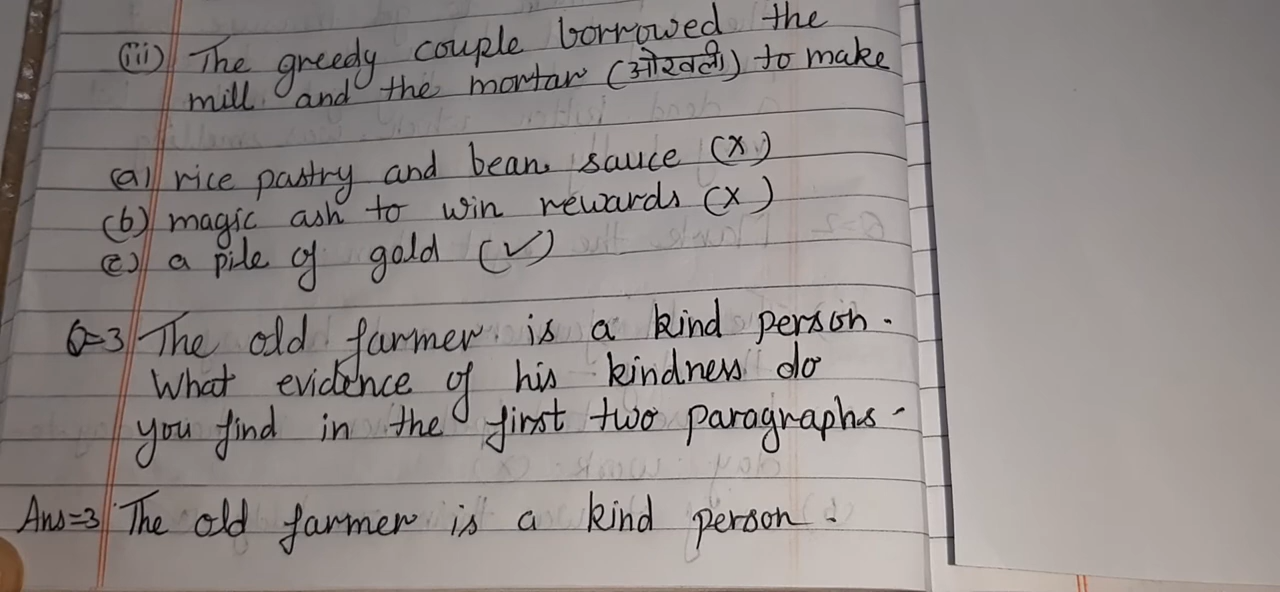 (iii) The greedy couple borrowed the
mill and the mortar (ओखली) to make
(a) rice pastry and bean sauce (x)
(b) magic ash to win rewards (x)
(c) a pile of gold (✓)
Q=3 The old farmer is a kind person.
What evidence of his kindness do
you find in the first two paragraphs.
Ans=3 The old farmer is a kind person.